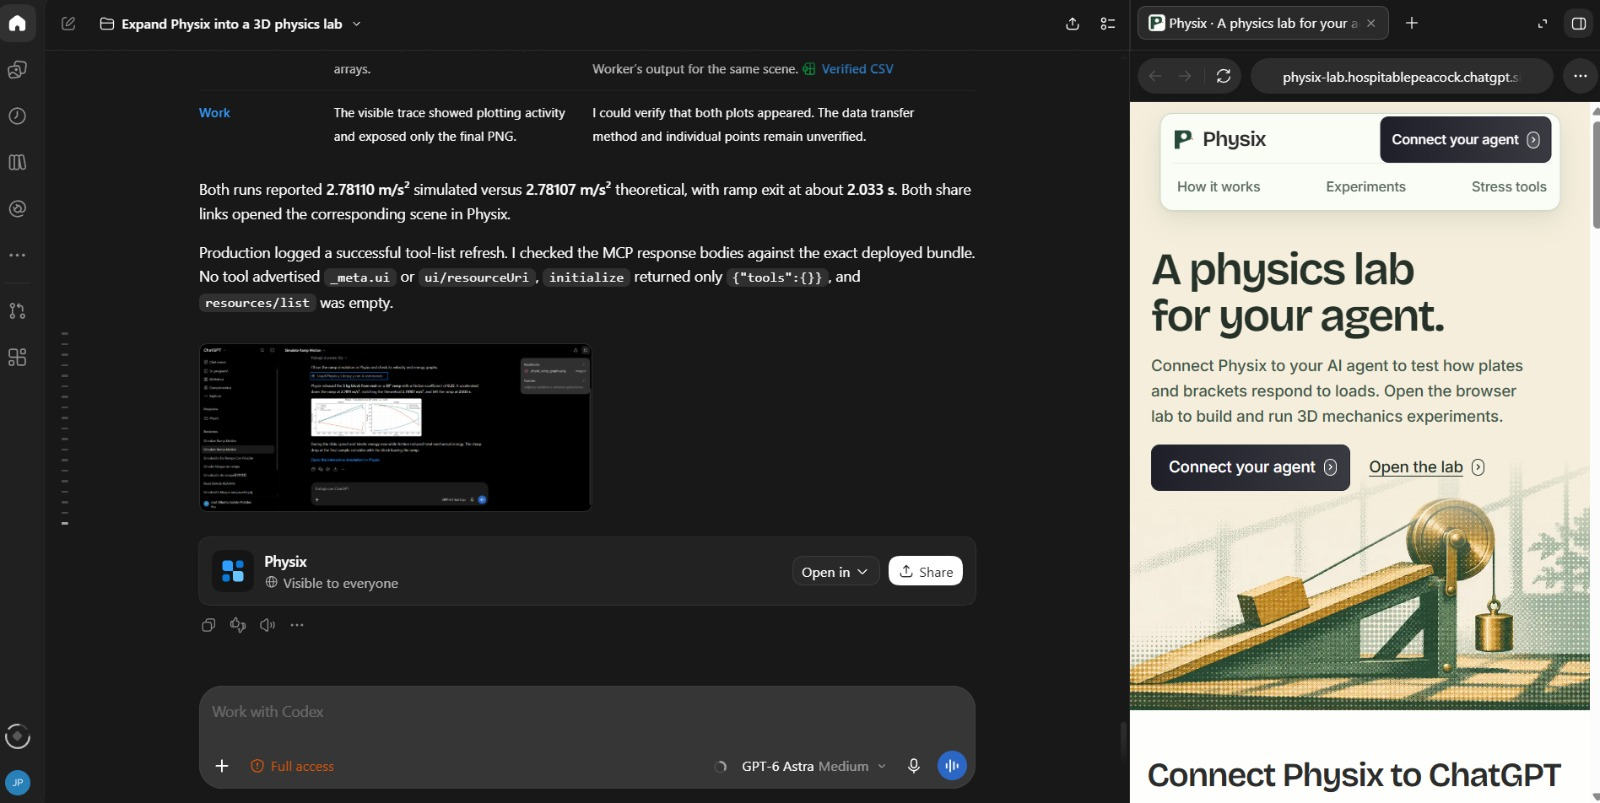 Expand Physix into a 3D physics lab
arrays.
Worker's output for the same scene. Verified CSV
Work
The visible trace showed plotting activity
and exposed only the final PNG.
I could verify that both plots appeared. The data transfer
method and individual points remain unverified.
Both runs reported 2.78110 m/s² simulated versus 2.78107 m/s² theoretical, with ramp exit at about 2.033 s. Both share
links opened the corresponding scene in Physix.
Production logged a successful tool-list refresh. I checked the MCP response bodies against the exact deployed bundle.
No tool advertised _meta.ui or ui/resourceUri, initialize returned only {"tools":{}}, and
resources/list was empty.
ChatGPT
Physix
Visible to everyone
Open in
Share
Work with Codex
Full access
GPT-6 Astra Medium
JP
Physix · A physics lab for your a
physix-lab.hospitablepeacock.chatgpt.s
Physix
Connect your agent
How it works
Experiments
Stress tools
A physics lab
for your agent.
Connect Physix to your AI agent to test how plates
and brackets respond to loads. Open the browser
lab to build and run 3D mechanics experiments.
Connect your agent
Open the lab
Connect Physix to ChatGPT